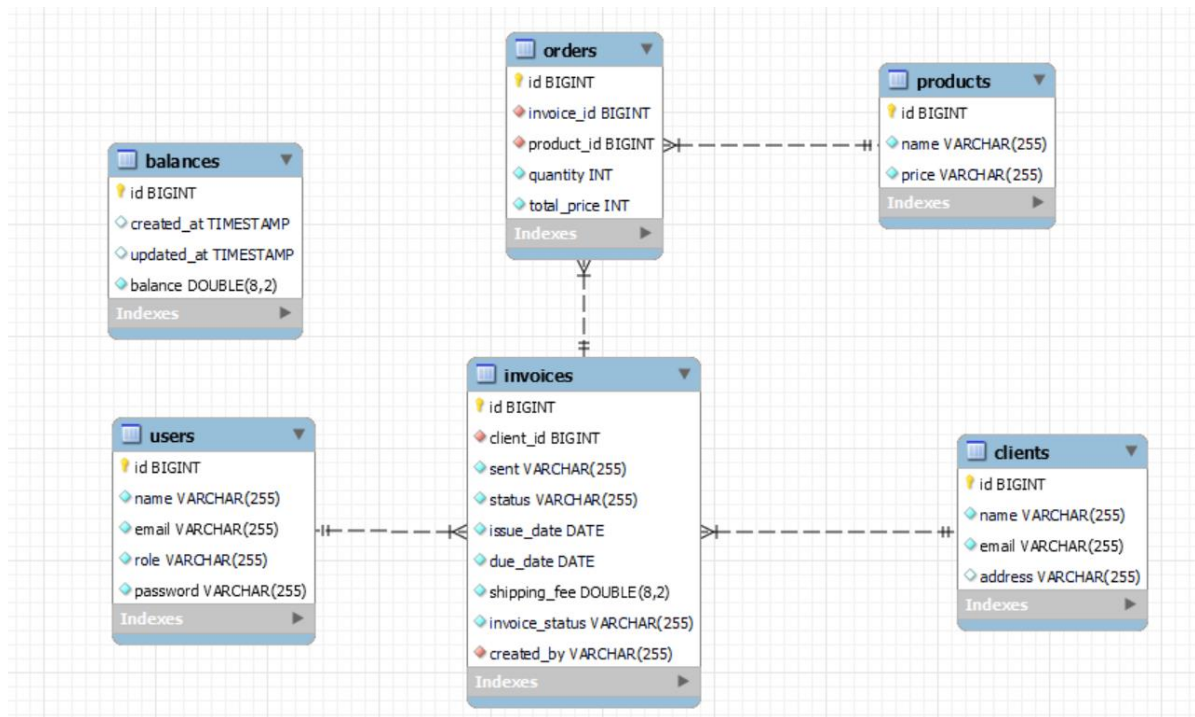 orders
id BIGINT
invoice_id BIGINT
product_id BIGINT
quantity INT
total_price INT
Indexes
products
id BIGINT
name VARCHAR(255)
price VARCHAR(255)
Indexes
balances
id BIGINT
created_at TIMESTAMP
updated_at TIMESTAMP
balance DOUBLE(8,2)
Indexes
invoices
id BIGINT
client_id BIGINT
sent VARCHAR(255)
status VARCHAR(255)
issue_date DATE
due_date DATE
shipping_fee DOUBLE(8,2)
invoice_status VARCHAR(255)
created_by VARCHAR(255)
Indexes
users
id BIGINT
name VARCHAR(255)
email VARCHAR(255)
role VARCHAR(255)
password VARCHAR(255)
Indexes
clients
id BIGINT
name VARCHAR(255)
email VARCHAR(255)
address VARCHAR(255)
Indexes